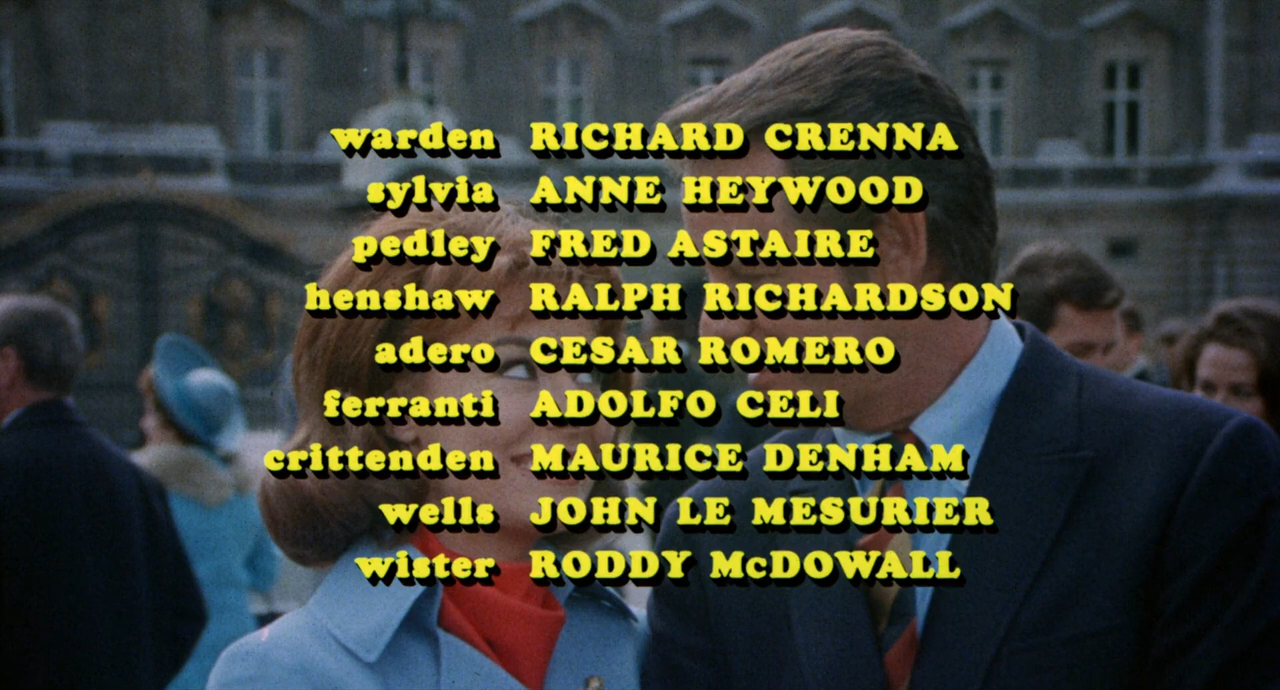 warden RICHARD CRENNA
sylvia ANNE HEYWOOD
pedley FRED ASTAIRE
henshaw RALPH RICHARDSON
adero CESAR ROMERO
ferranti ADOLFO CELI
crittenden MAURICE DENHAM
wells JOHN LE MESURIER
wister RODDY McDOWALL